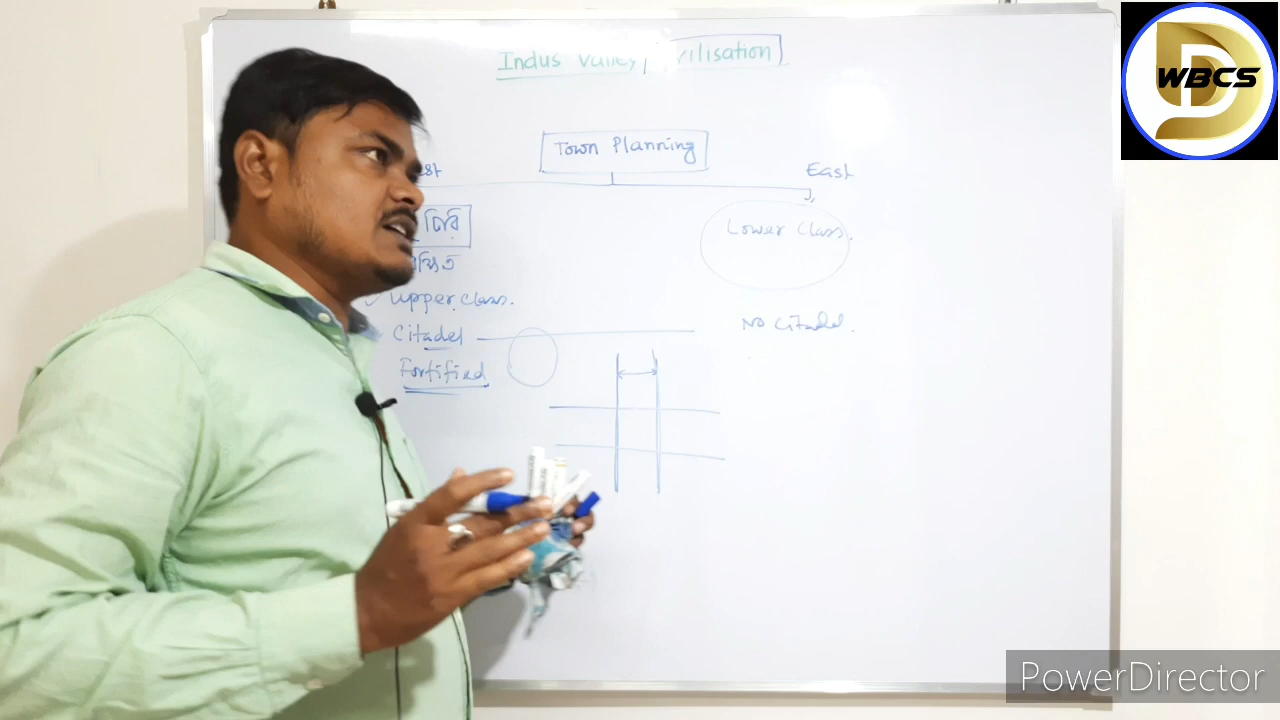 Indus Valley Civilisation
WBCS
Town Planning
East
Lower Class.
Upper class.
Citadel
No Citadel.
Fortified
PowerDirector